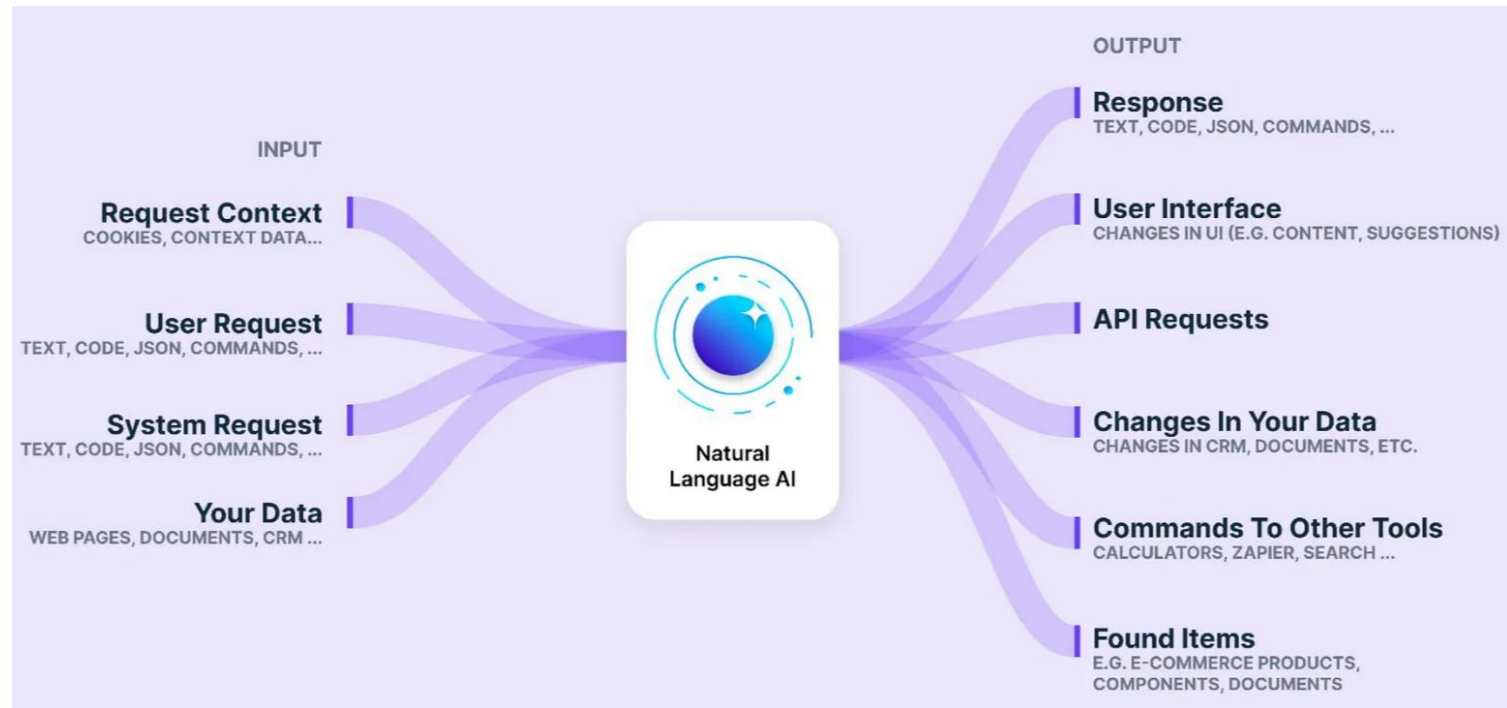 INPUT
Request Context
COOKIES, CONTEXT DATA...
User Request
TEXT, CODE, JSON, COMMANDS, ...
System Request
TEXT, CODE, JSON, COMMANDS, ...
Your Data
WEB PAGES, DOCUMENTS, CRM ...
Natural
Language AI
OUTPUT
Response
TEXT, CODE, JSON, COMMANDS, ...
User Interface
CHANGES IN UI (E.G. CONTENT, SUGGESTIONS)
API Requests
Changes In Your Data
CHANGES IN CRM, DOCUMENTS, ETC.
Commands To Other Tools
CALCULATORS, ZAPIER, SEARCH ...
Found Items
E.G. E-COMMERCE PRODUCTS,
COMPONENTS, DOCUMENTS